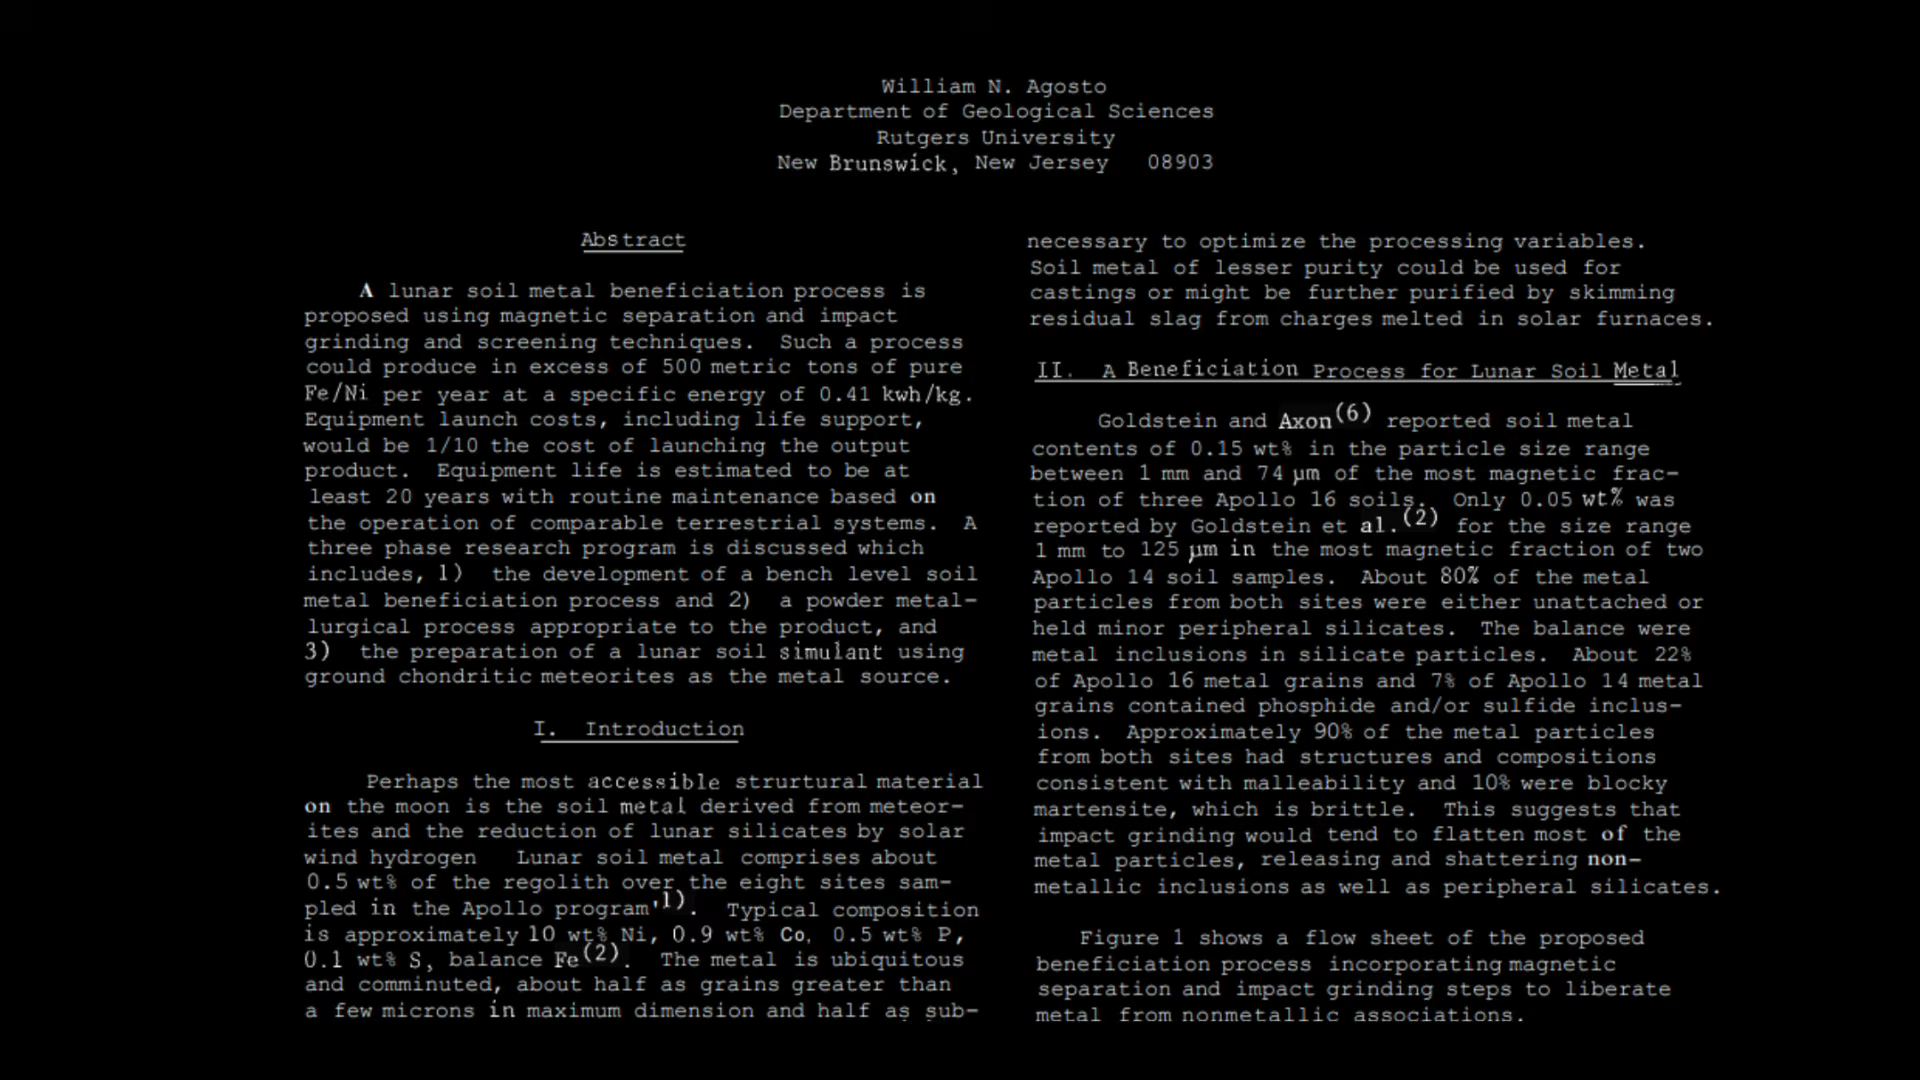 William N. Agosto
Department of Geological Sciences
Rutgers University
New Brunswick, New Jersey 08903
Abstract
A lunar soil metal beneficiation process is
proposed using magnetic separation and impact
grinding and screening techniques. Such a process
could produce in excess of 500 metric tons of pure
Fe/Ni per year at a specific energy of 0.41 kwh/kg.
Equipment launch costs, including life support,
would be 1/10 the cost of launching the output
product. Equipment life is estimated to be at
least 20 years with routine maintenance based on
the operation of comparable terrestrial systems. A
three phase research program is discussed which
includes, 1) the development of a bench level soil
metal beneficiation process and 2) a powder metal-
lurgical process appropriate to the product, and
3) the preparation of a lunar soil simulant using
ground chondritic meteorites as the metal source.
I. Introduction
Perhaps the most accessible strurtural material
on the moon is the soil metal derived from meteor-
ites and the reduction of lunar silicates by solar
wind hydrogen Lunar soil metal comprises about
0.5 wt% of the regolith over the eight sites sam-
pled in the Apollo program'1). Typical composition
is approximately 10 wt% Ni, 0.9 wt% Co, 0.5 wt% P,
0.1 wt% S, balance Fe(2). The metal is ubiquitous
and comminuted, about half as grains greater than
a few microns in maximum dimension and half as sub-
necessary to optimize the processing variables.
Soil metal of lesser purity could be used for
castings or might be further purified by skimming
residual slag from charges melted in solar furnaces.
II. A Beneficiation Process for Lunar Soil Metal
Goldstein and Axon(6) reported soil metal
contents of 0.15 wt% in the particle size range
between 1 mm and 74 µm of the most magnetic frac-
tion of three Apollo 16 soils. Only 0.05 wt% was
reported by Goldstein et al.(2) for the size range
1 mm to 125 µm in the most magnetic fraction of two
Apollo 14 soil samples. About 80% of the metal
particles from both sites were either unattached or
held minor peripheral silicates. The balance were
metal inclusions in silicate particles. About 22%
of Apollo 16 metal grains and 7% of Apollo 14 metal
grains contained phosphide and/or sulfide inclus-
ions. Approximately 90% of the metal particles
from both sites had structures and compositions
consistent with malleability and 10% were blocky
martensite, which is brittle. This suggests that
impact grinding would tend to flatten most of the
metal particles, releasing and shattering non-
metallic inclusions as well as peripheral silicates.
Figure 1 shows a flow sheet of the proposed
beneficiation process incorporating magnetic
separation and impact grinding steps to liberate
metal from nonmetallic associations.